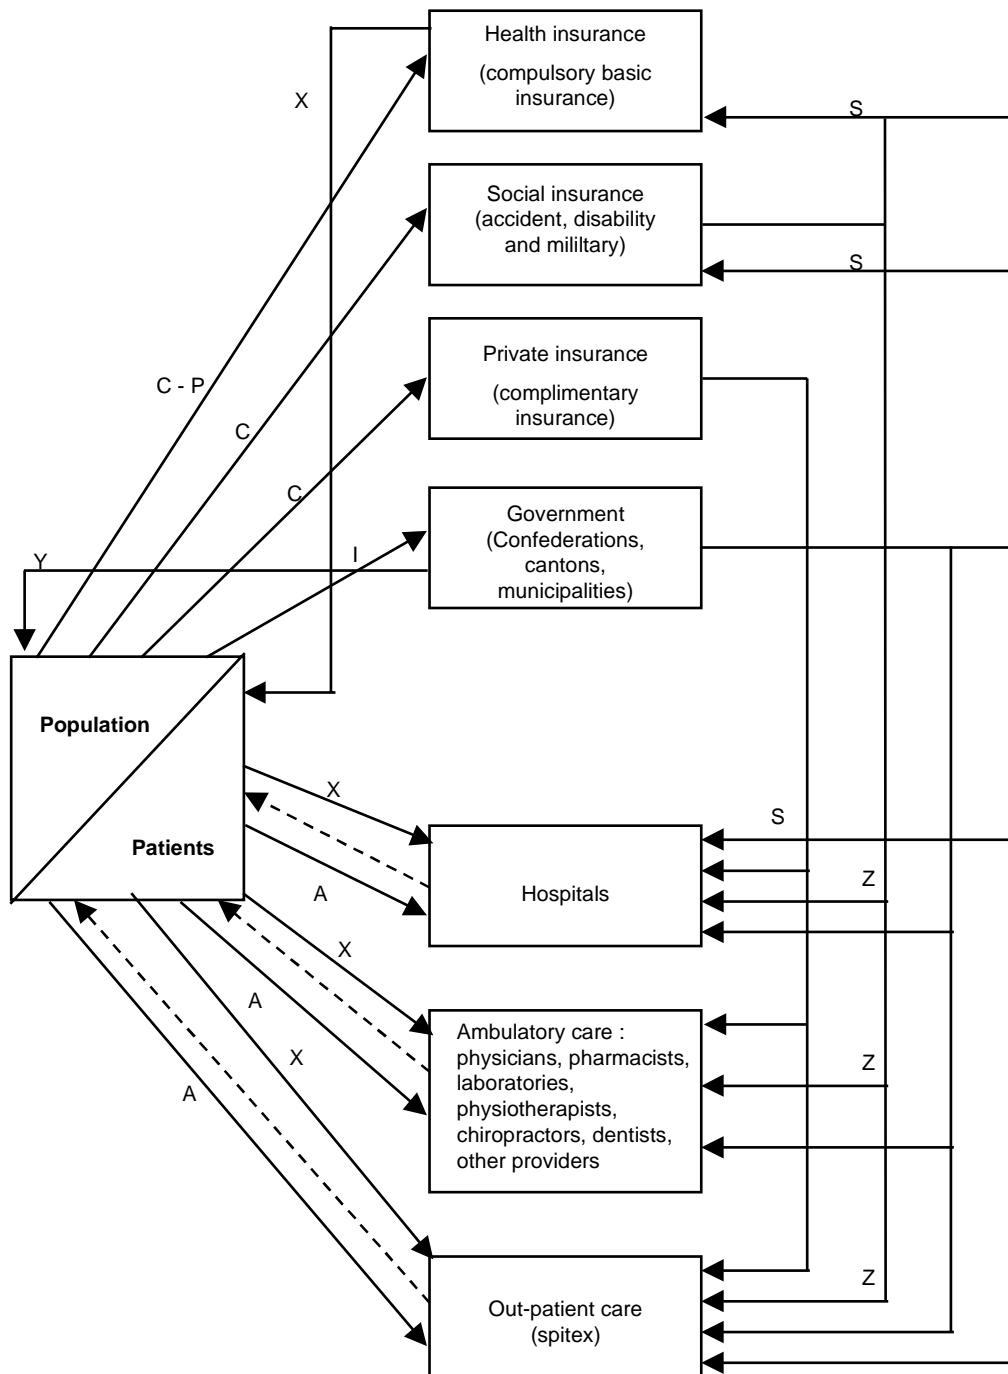 Health insurance
(compulsory basic
insurance)
X
S
Social insurance
(accident, disability
and mililtary)
S
Private insurance
(complimentary
insurance)
C - P
C
C
Government
(Confederations,
cantons,
municipalities)
Y
I
Population
Patients
X
A
S
Z
Hospitals
X
A
X
A
Ambulatory care :
physicians, pharmacists,
laboratories,
physiotherapists,
chiropractors, dentists,
other providers
Z
Z
Out-patient care
(spitex)